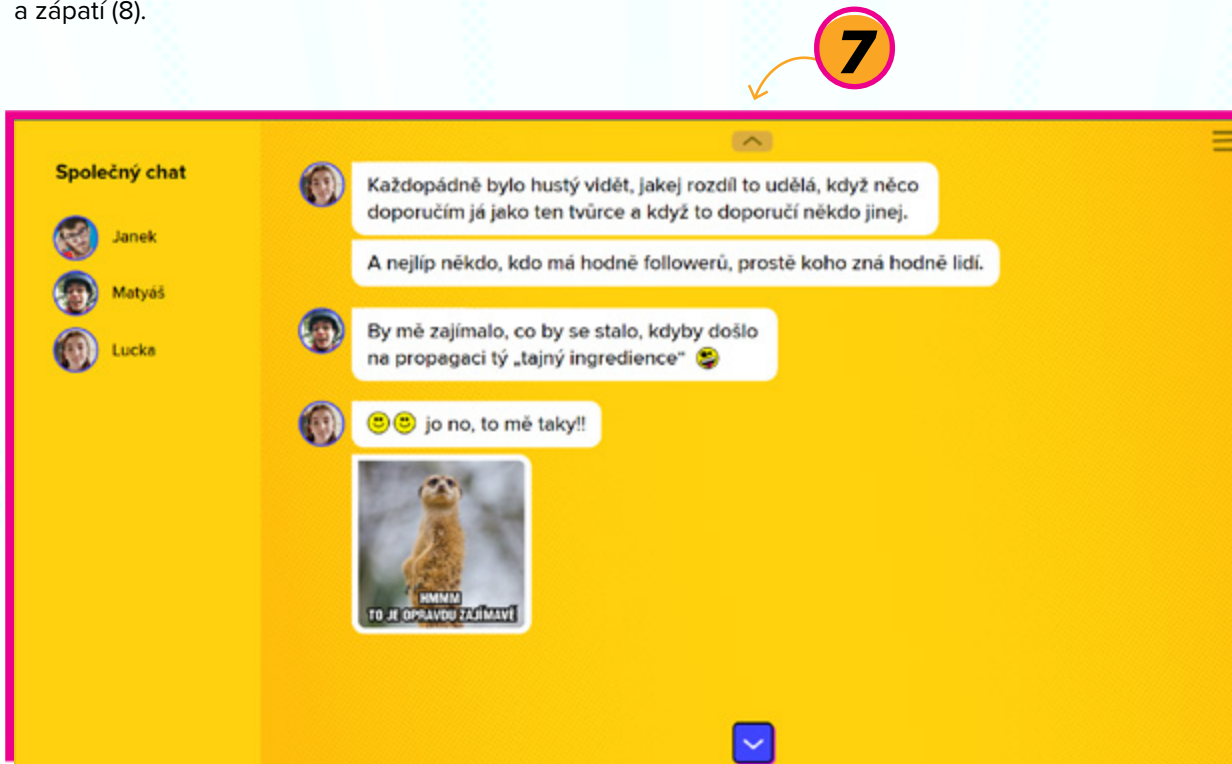 a zápatí (8).
7
Společný chat
Janek
Matyáš
Lucka
Každopádně bylo hustý vidět, jakej rozdíl to udělá, když něco
doporučím já jako ten tvůrce a když to doporučí někdo jinej.
A nejlíp někdo, kdo má hodně followerů, prostě koho zná hodně lidí.
By mě zajímalo, co by se stalo, kdyby došlo
na propagaci tý „tajný ingredience“
jo no, to mě taky!!
HMMM
TO JE OPRAVDU ZAJÍMAVÉ